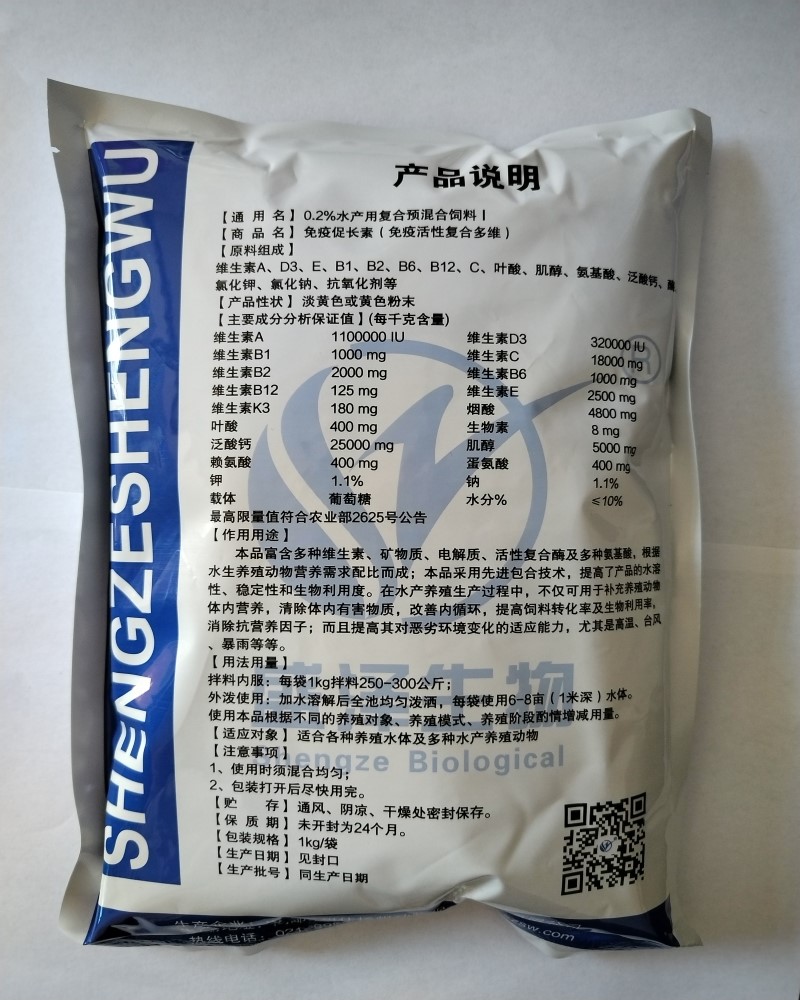 SHENGZESHENGWU
产品说明
【通 用 名】0.2%水产用复合预混合饲料Ⅰ
【商 品 名】免疫促长素（免疫活性复合多维）
【原料组成】
维生素A、D3、E、B1、B2、B6、B12、C、叶酸、肌醇、氨基酸、泛酸钙、
氯化钾、氯化钠、抗氧化剂等
【产品性状】淡黄色或黄色粉末
【主要成分分析保证值】(每千克含量)
维生素A 1100000 IU 维生素D3 320000 IU
维生素B1 1000 mg 维生素C 18000 mg
维生素B2 2000 mg 维生素B6 1000 mg
维生素B12 125 mg 维生素E 2500 mg
维生素K3 180 mg 烟酸 4800 mg
叶酸 400 mg 生物素 8 mg
泛酸钙 25000 mg 肌醇 5000 mg
赖氨酸 400 mg 蛋氨酸 400 mg
钾 1.1% 钠 1.1%
载体 葡萄糖 水分% ≤10%
最高限量值符合农业部2625号公告
【作用用途】
本品富含多种维生素、矿物质、电解质、活性复合酶及多种氨基酸，根据
水生养殖动物营养需求配比而成；本品采用先进包合技术，提高了产品的水溶
性、稳定性和生物利用度。在水产养殖生产过程中，不仅可用于补充养殖动物
体内营养，清除体内有害物质，改善内循环，提高饲料转化率及生物利用率，
消除抗营养因子；而且提高其对恶劣环境变化的适应能力，尤其是高温、台风
、暴雨等等。
【用法用量】
拌料内服：每袋1kg拌料250-300公斤；
外泼使用：加水溶解后全池均匀泼洒，每袋使用6-8亩（1米深）水体。
使用本品根据不同的养殖对象、养殖模式、养殖阶段酌情增减用量。
【适应对象】适合各种养殖水体及多种水产养殖动物
【注意事项】
1、使用时须混合均匀；
2、包装打开后尽快用完。
【贮 存】通风、阴凉、干燥处密封保存。
【保 质 期】未开封为24个月。
【包装规格】1kg/袋
【生产日期】见封口
【生产批号】同生产日期
盛泽生物
Shengze Biological
®
生产企业：
热线电话：
.com